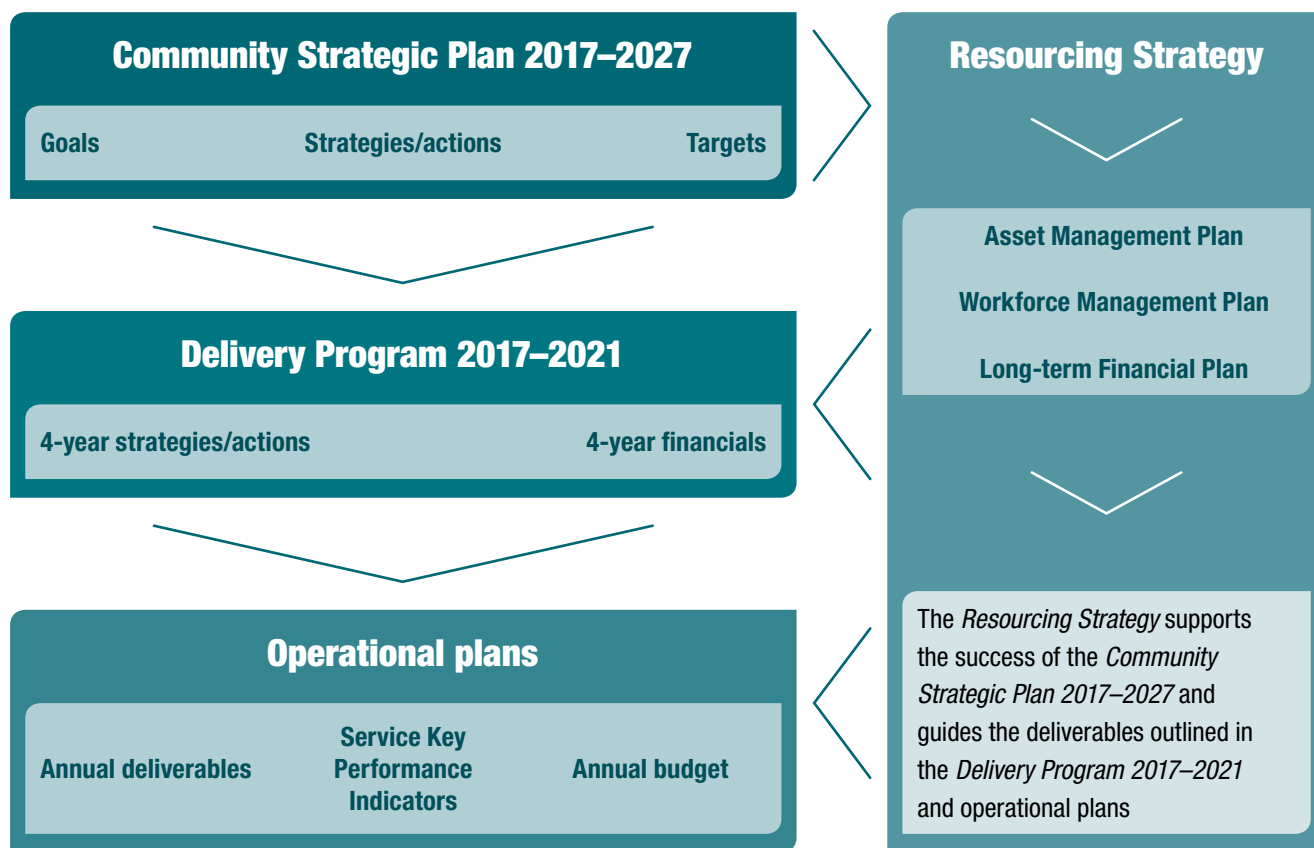 Community Strategic Plan 2017–2027
Goals
Strategies/actions
Targets
Delivery Program 2017–2021
4-year strategies/actions
4-year financials
Operational plans
Annual deliverables
Service Key
Performance
Indicators
Annual budget
Resourcing Strategy
Asset Management Plan
Workforce Management Plan
Long-term Financial Plan
The Resourcing Strategy supports
the success of the Community
Strategic Plan 2017–2027 and
guides the deliverables outlined in
the Delivery Program 2017–2021
and operational plans